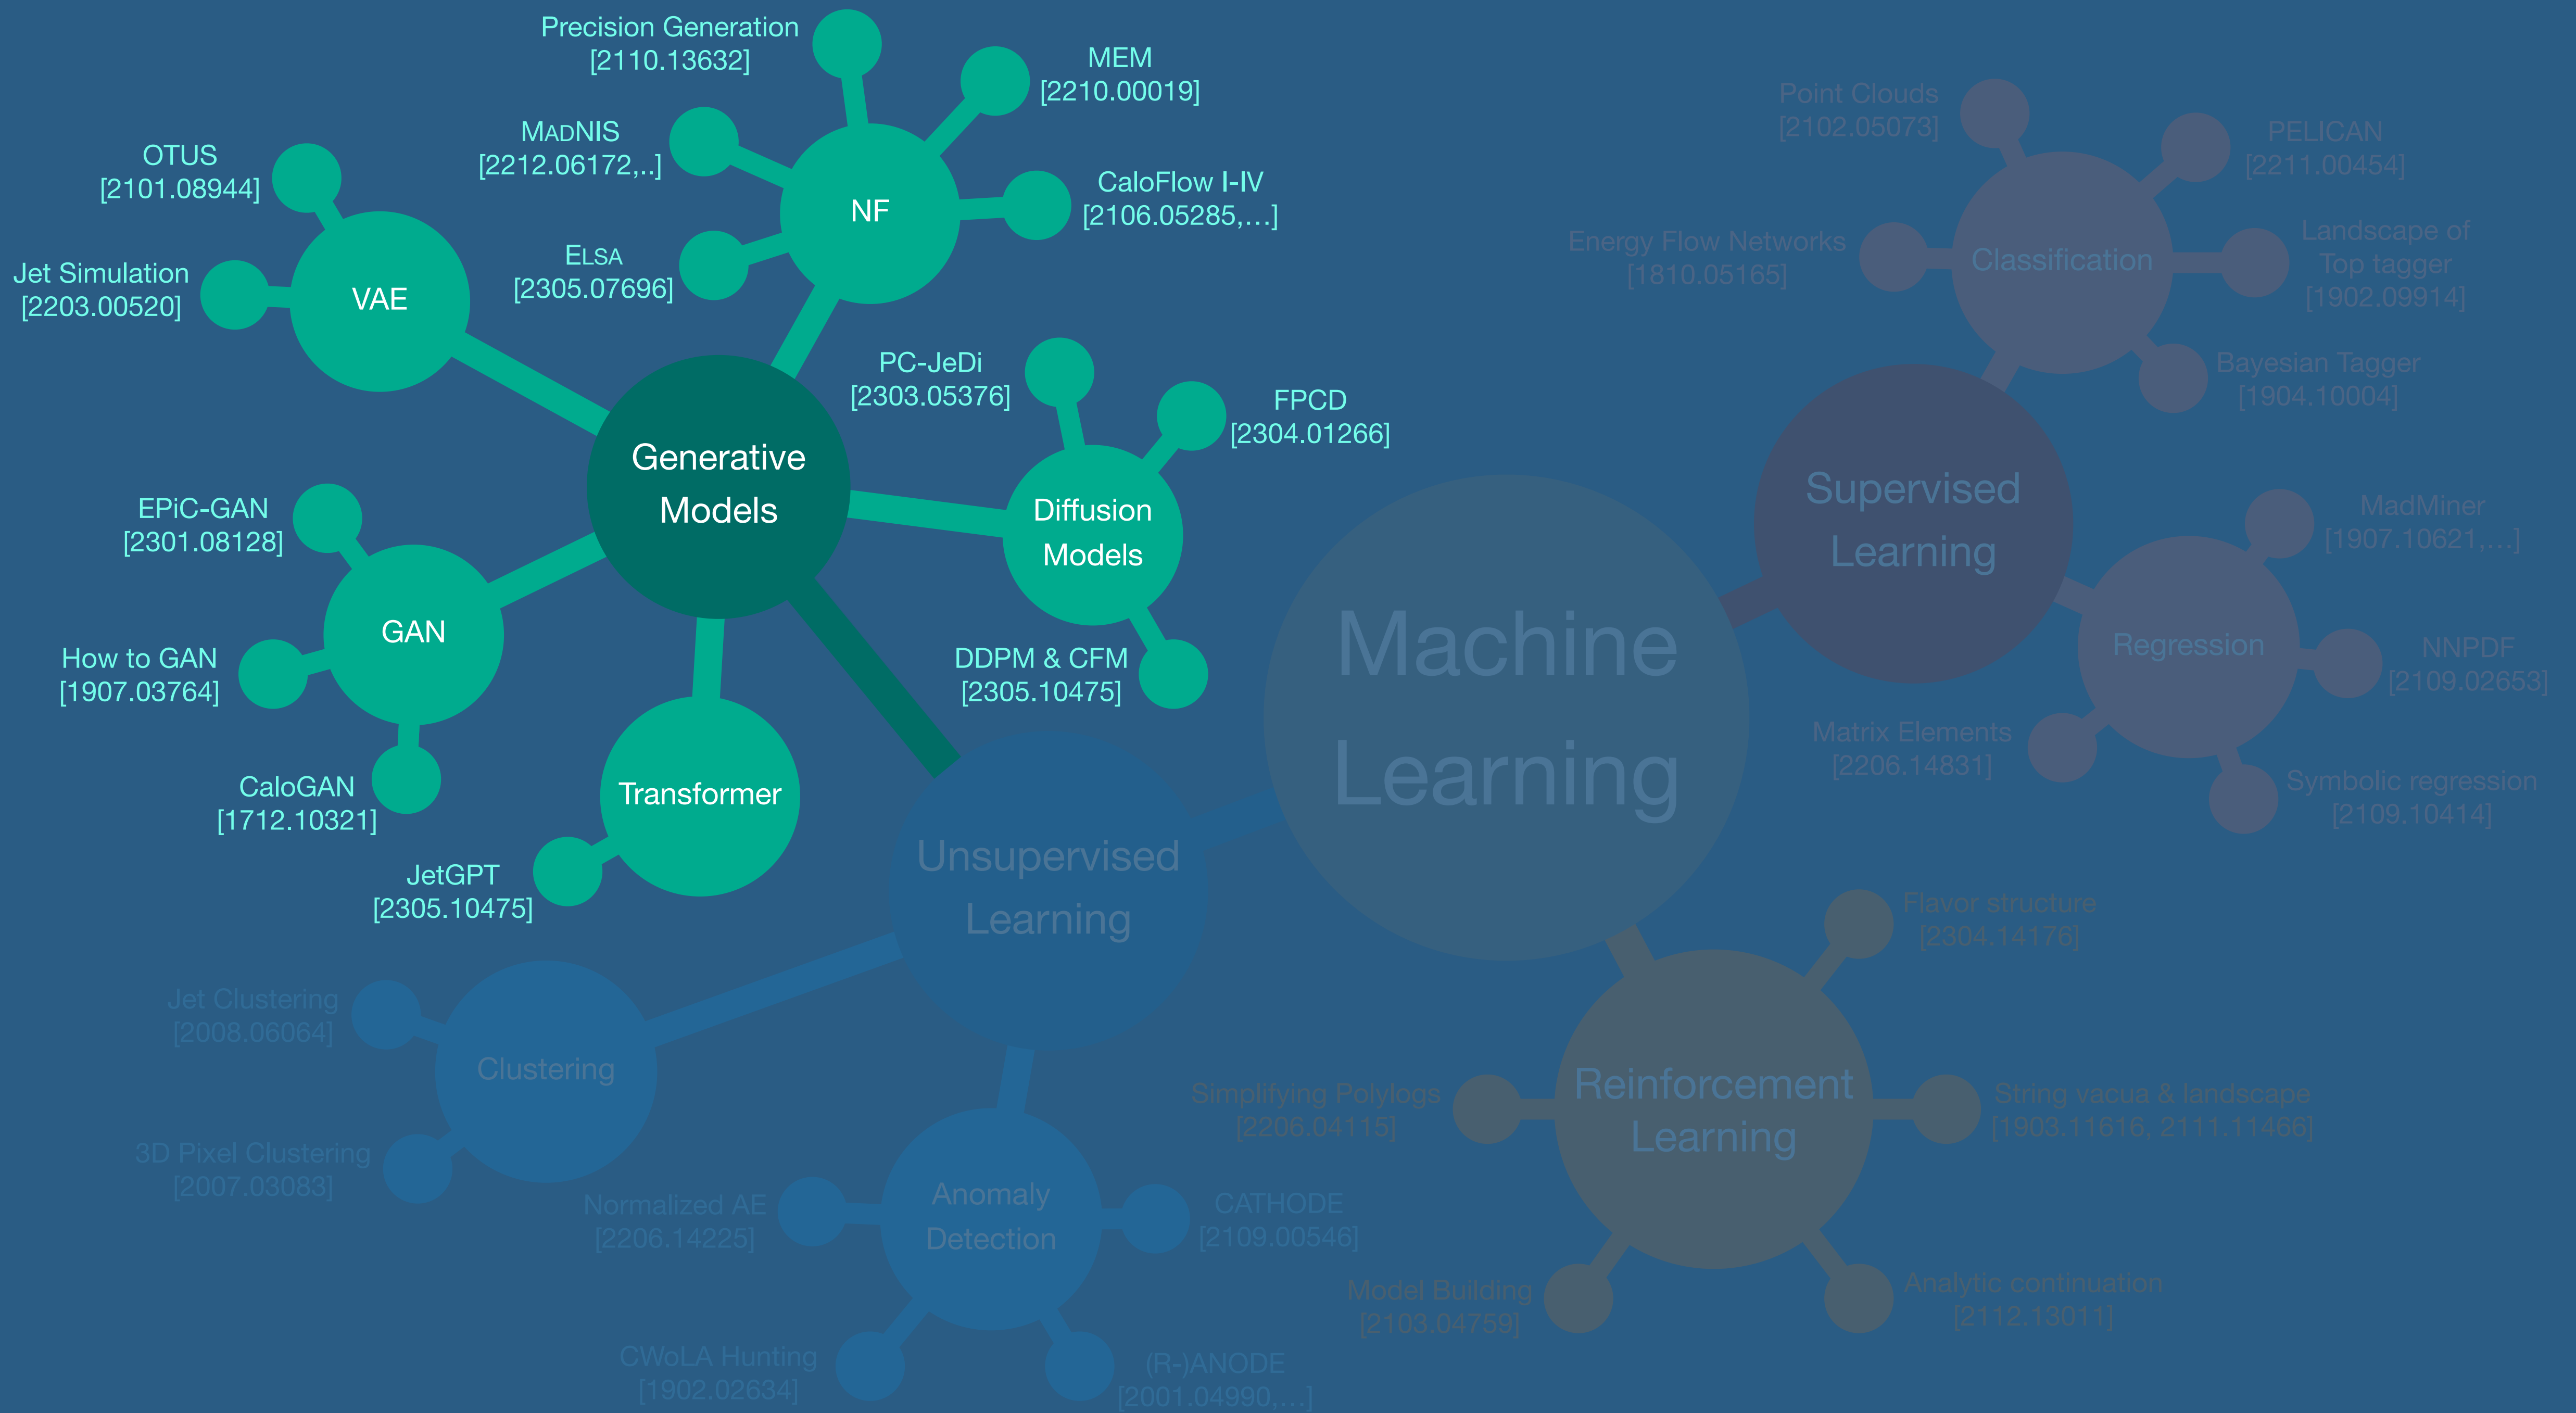 Precision Generation
[2110.13632]
MEM
[2210.00019]
MADNIS
[2212.06172,..]
CaloFlow I-IV
[2106.05285,...]
ELSA
[2305.07696]
NF
OTUS
[2101.08944]
Jet Simulation
[2203.00520]
VAE
Generative
Models
PC-JeDi
[2303.05376]
FPCD
[2304.01266]
Diffusion
Models
DDPM & CFM
[2305.10475]
EPiC-GAN
[2301.08128]
GAN
How to GAN
[1907.03764]
CaloGAN
[1712.10321]
Transformer
JetGPT
[2305.10475]
Machine
Learning
Unsupervised
Learning
Jet Clustering
[2008.06064]
Clustering
3D Pixel Clustering
[2007.03083]
Normalized AE
[2206.14225]
Anomaly
Detection
CATHODE
[2109.00546]
CWoLA Hunting
[1902.02634]
(R-)ANODE
[2001.04990,...]
Point Clouds
[2102.05073]
PELICAN
[2211.00454]
Energy Flow Networks
[1810.05165]
Classification
Landscape of
Top tagger
[1902.09914]
Bayesian Tagger
[1904.10004]
Supervised
Learning
MadMiner
[1907.10621,...]
Regression
NNPDF
[2109.02653]
Matrix Elements
[2206.14831]
Symbolic regression
[2109.10414]
Flavor structure
[2304.14176]
Simplifying Polylogs
[2206.04115]
Reinforcement
Learning
String vacua & landscape
[1903.11616, 2111.11466]
Model Building
[2103.04759]
Analytic continuation
[2112.13011]